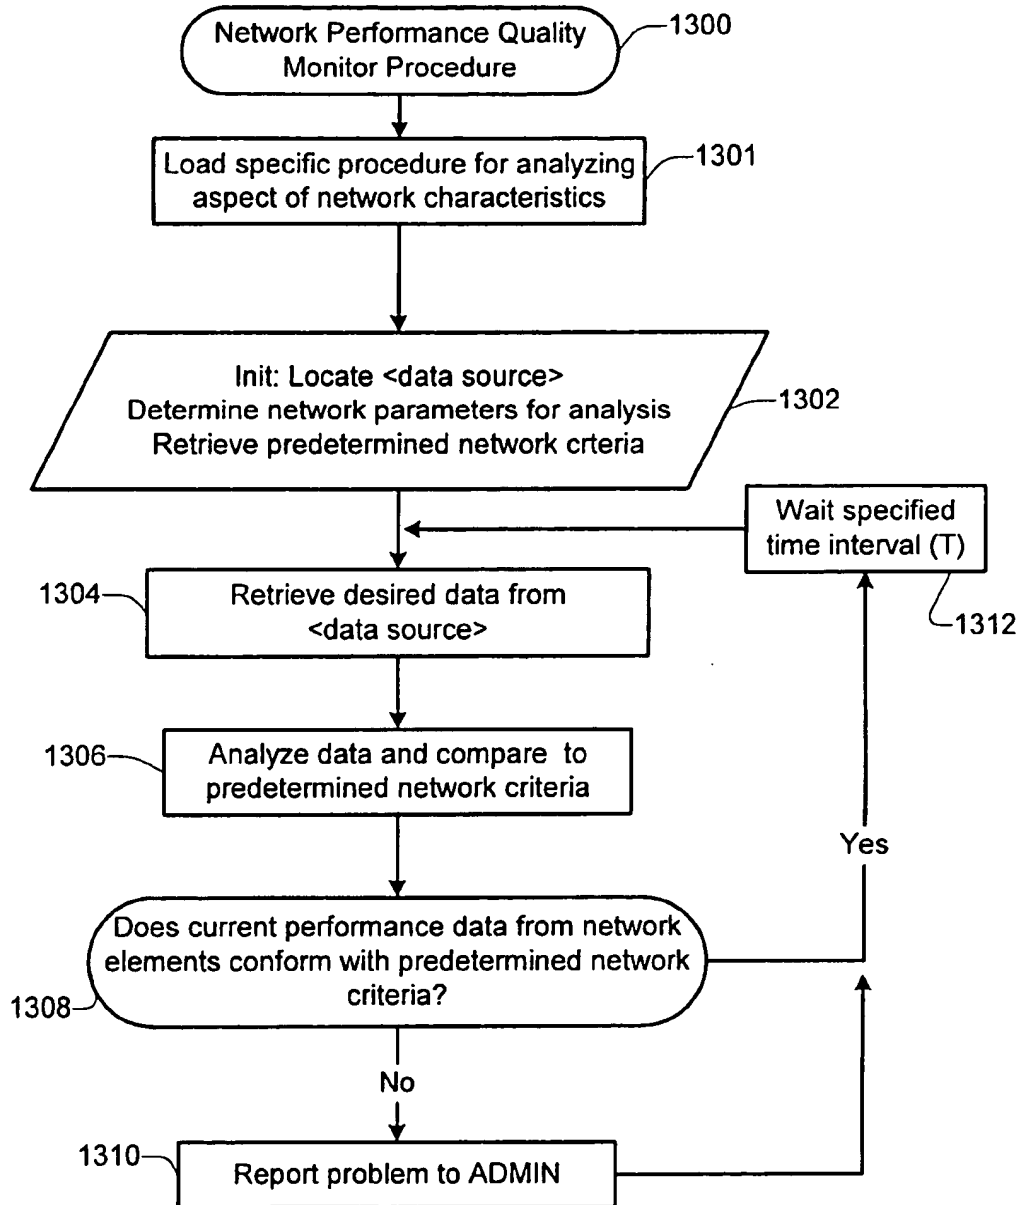 Network Performance Quality
Monitor Procedure
1300
Load specific procedure for analyzing
aspect of network characteristics
1301
Init: Locate <data source>
Determine network parameters for analysis
Retrieve predetermined network crteria
1302
Wait specified
time interval (T)
1312
1304
Retrieve desired data from
<data source>
1306
Analyze data and compare to
predetermined network criteria
Yes
Does current performance data from network
elements conform with predetermined network
criteria?
1308
No
1310
Report problem to ADMIN